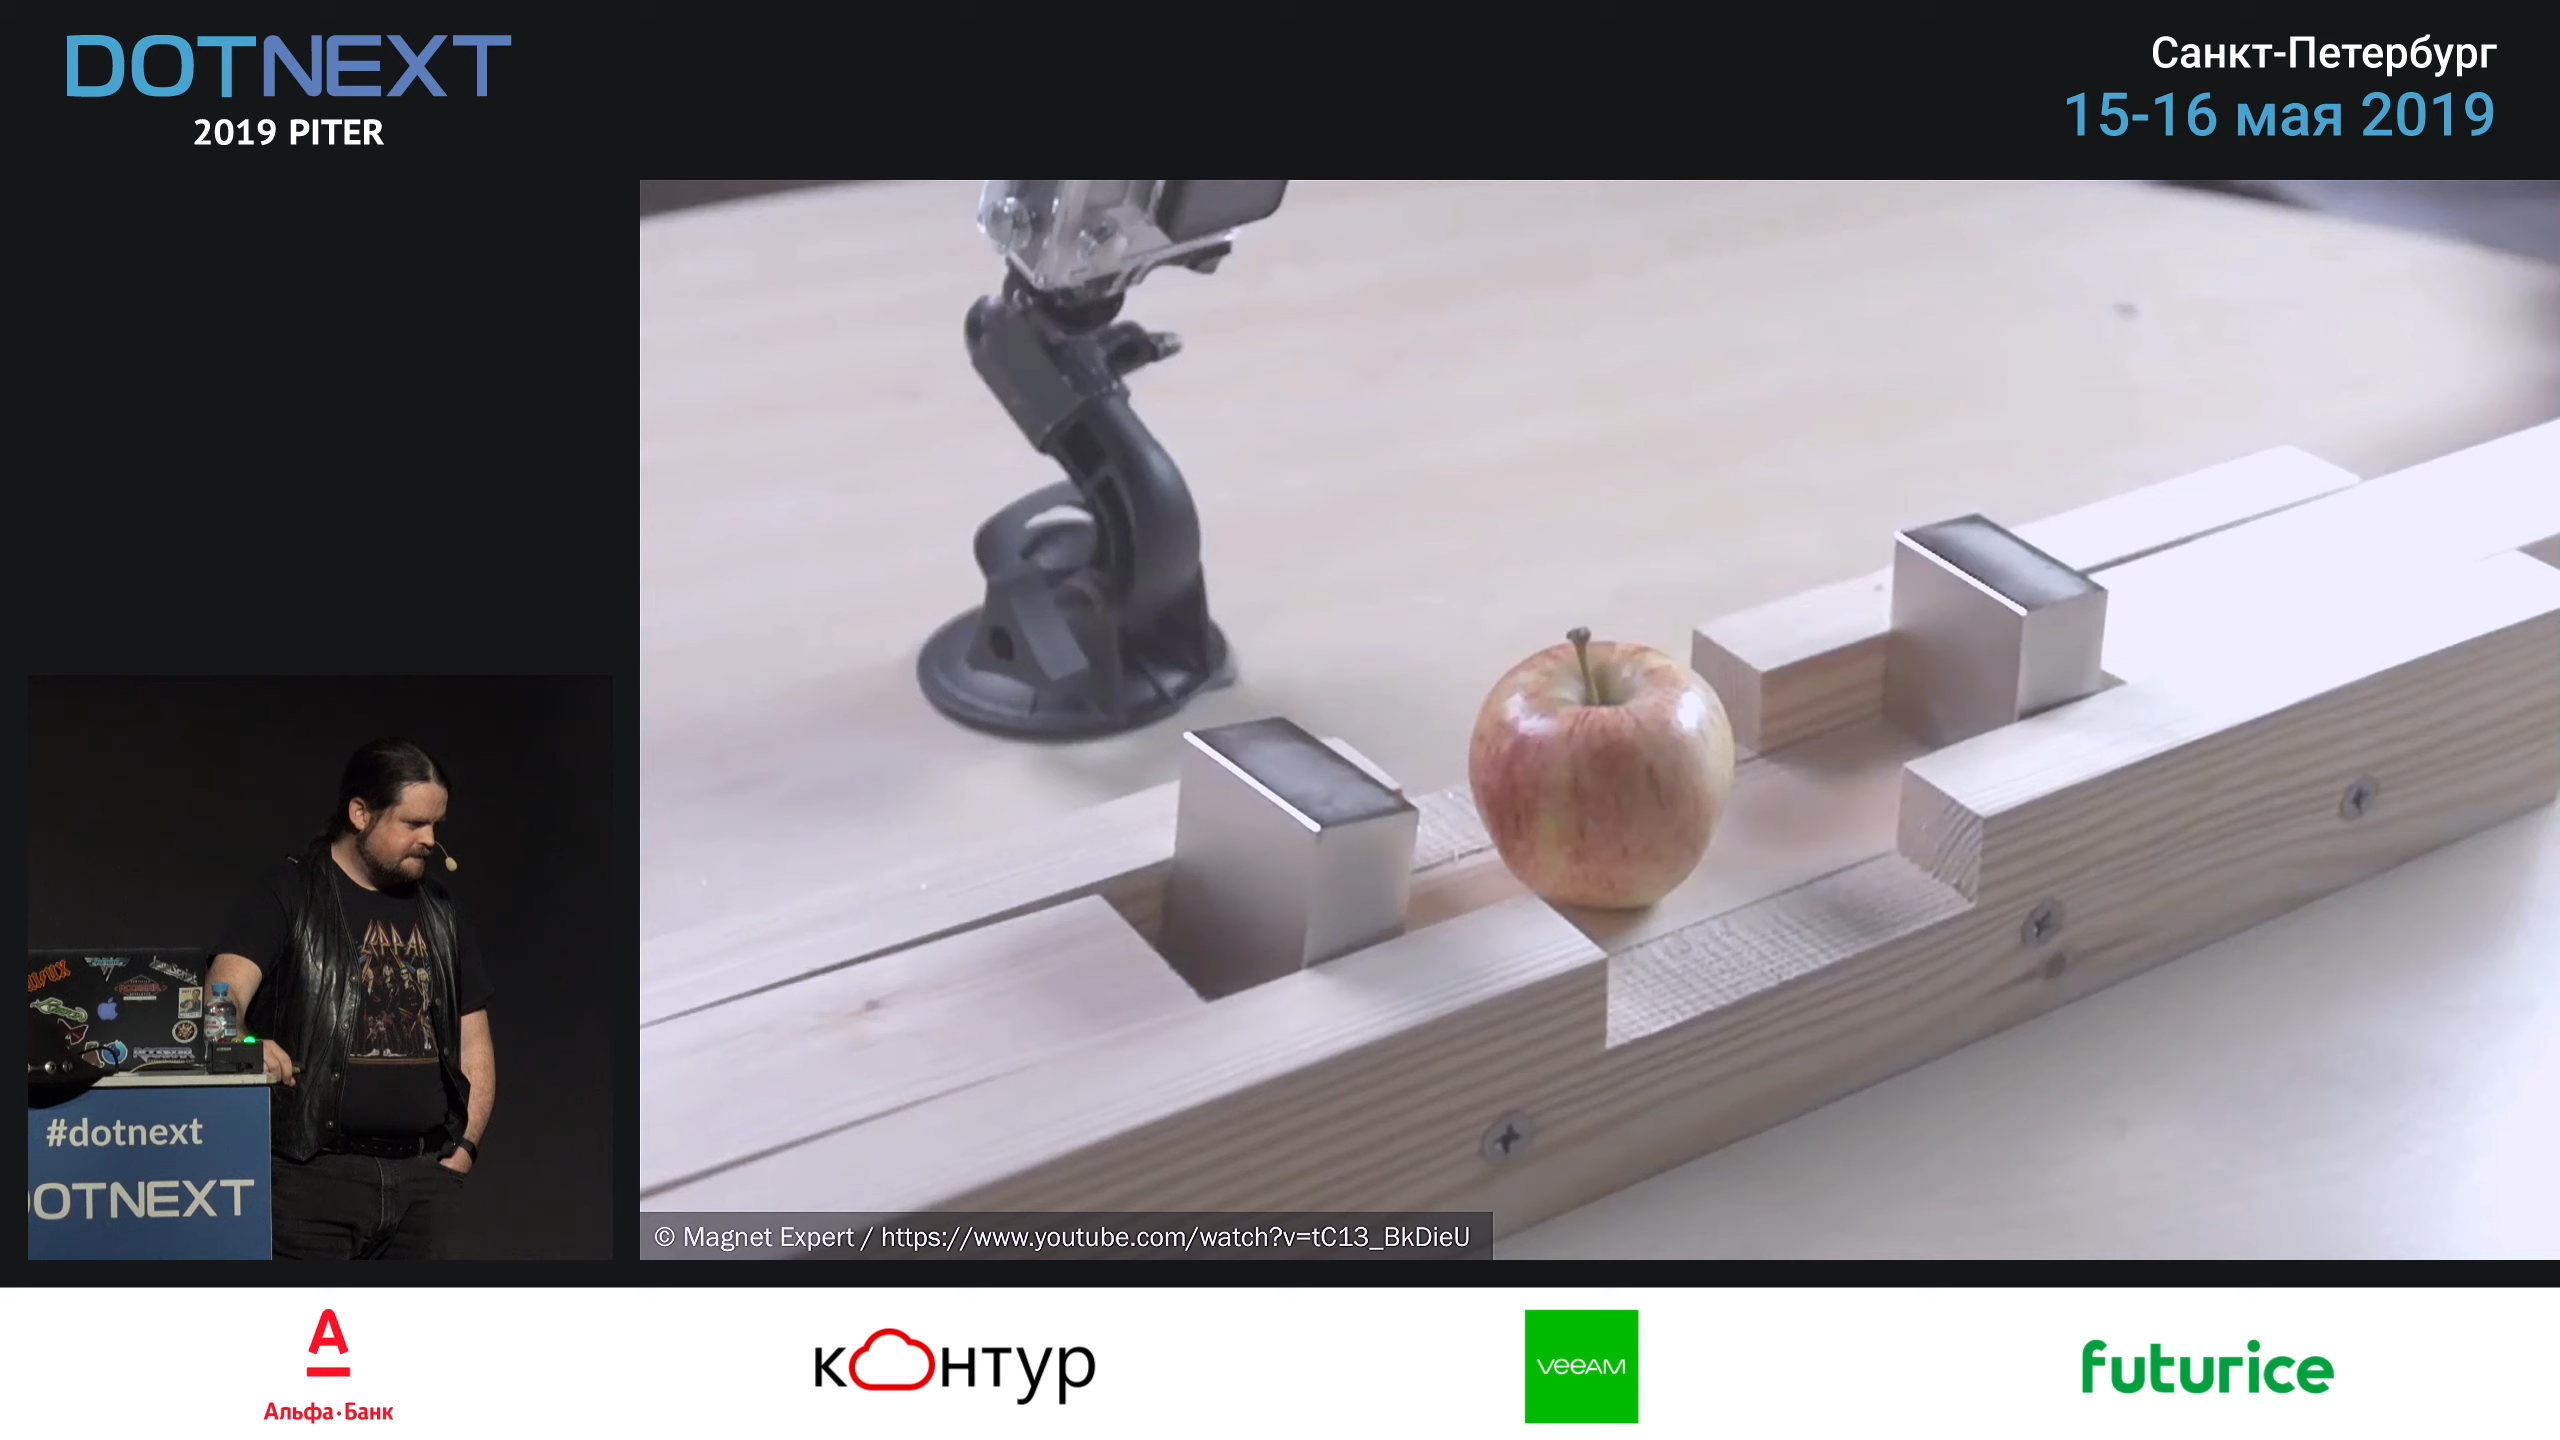 DOTNEXT
2019 PITER
Санкт-Петербург
15-16 мая 2019
#dotnext
OTNEXT
© Magnet Expert / https://www.youtube.com/watch?v=tC13_BkDieU
Альфа·Банк
контур
veeAM
futurice